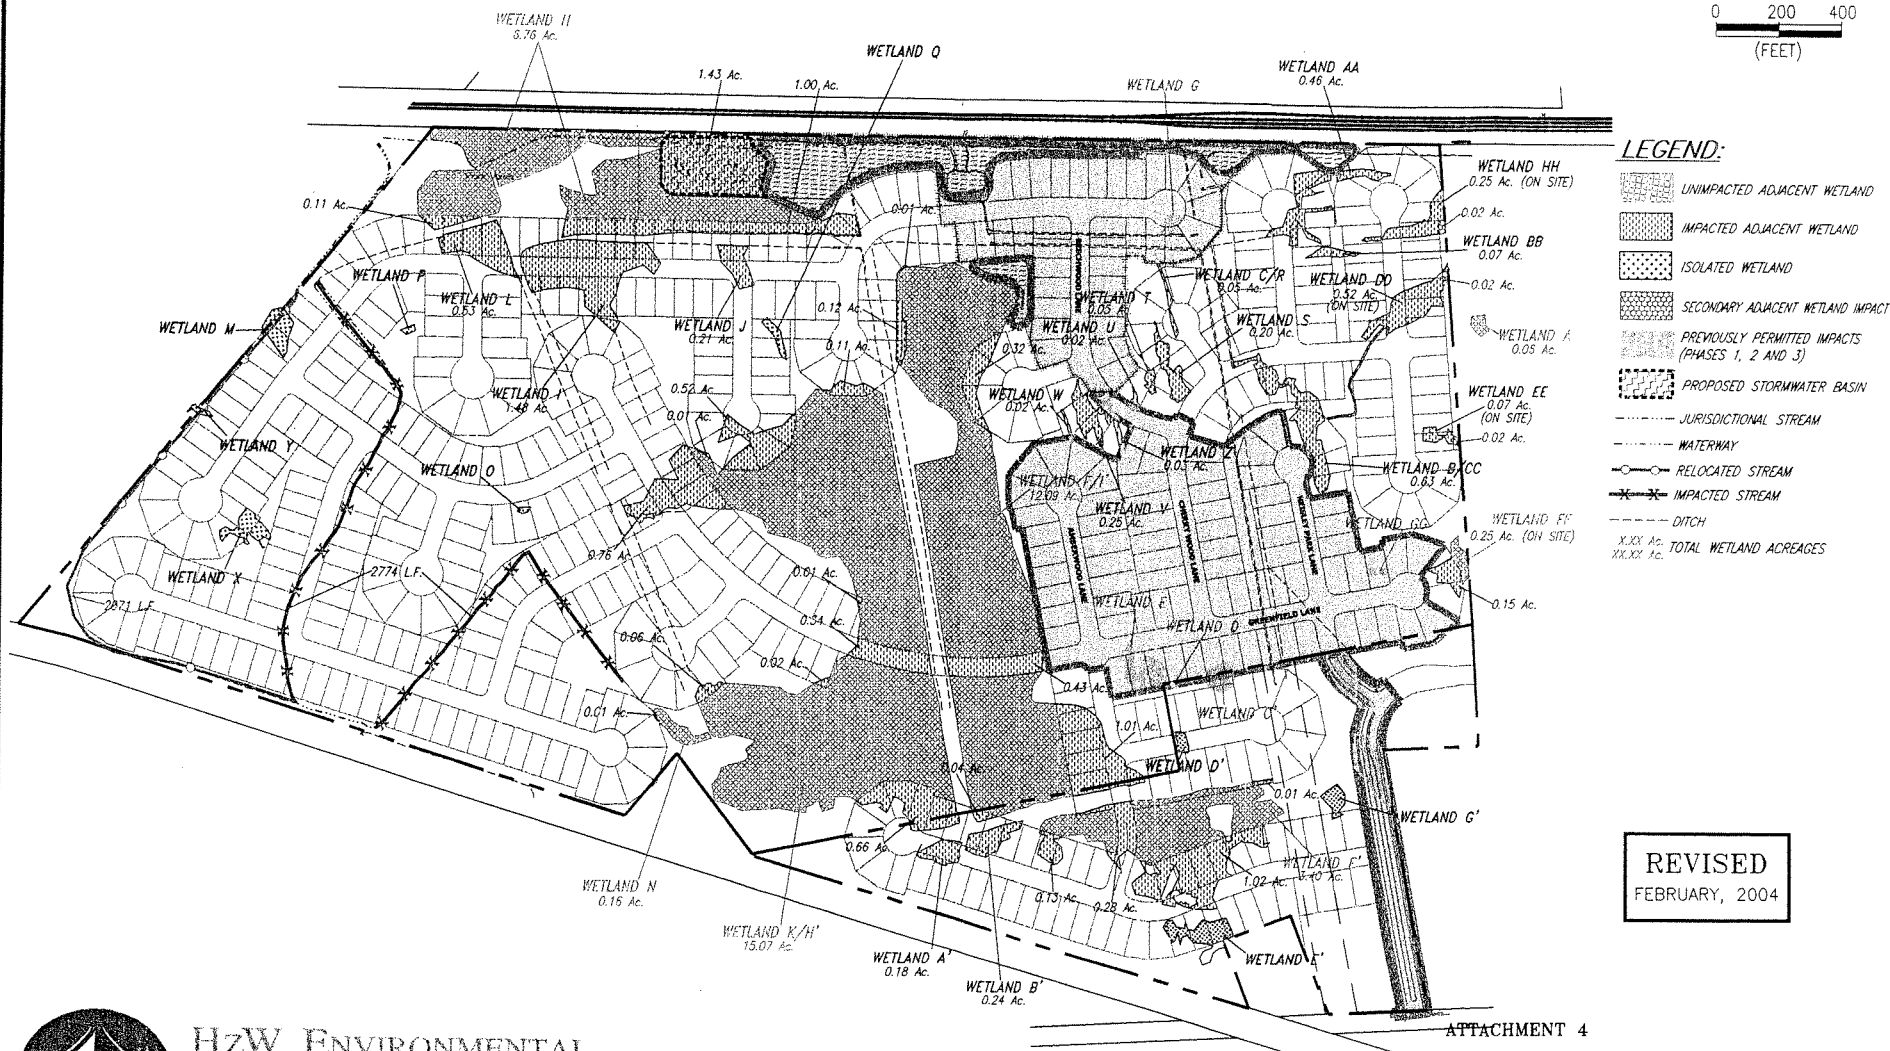 0 200 400
(FEET)
WETLAND H
WETLAND Q
1.43 Ac.
1.00 Ac.
WETLAND G
WETLAND AA
0.46 Ac.
LEGEND:
UNIMPACTED ADJACENT WETLAND
IMPACTED ADJACENT WETLAND
ISOLATED WETLAND
SECONDARY ADJACENT WETLAND IMPACT
PREVIOUSLY PERMITTED IMPACTS
(PHASES 1, 2 AND 3)
PROPOSED STORMWATER BASIN
JURISDICTIONAL STREAM
WATERWAY
RELOCATED STREAM
IMPACTED STREAM
DITCH
X.XX Ac.
XX.XX Ac.
TOTAL WETLAND ACREAGES
WETLAND HH
0.25 Ac. (ON SITE)
0.02 Ac.
WETLAND BB
0.07 Ac.
0.02 Ac.
0.11 Ac.
0.01 Ac.
WETLAND P
WETLAND L
0.53 Ac.
WETLAND M
WETLAND J
0.21 Ac.
0.12 Ac.
0.11 Ac.
WETLAND C/R
0.05 Ac.
WETLAND DD
0.52 Ac.
(ON SITE)
WETLAND T
0.05 A
WETLAND U
0.02 Ac.
WETLAND S
0.20 Ac.
0.32 Ac.
WETLAND A
0.05 Ac.
WETLAND I
1.48 Ac.
0.52 Ac.
0.01 Ac.
WETLAND W
0.02 Ac.
WETLAND EE
0.07 Ac.
(ON SITE)
0.02 Ac.
WETLAND Y
WETLAND O
WETLAND Z
0.03 Ac.
WETLAND B/CC
0.63 Ac.
WETLAND F/I'
12.09 Ac.
WETLAND V
0.25 Ac.
AMBERWOOD LANE
CHERRY WOOD LANE
WETLAND GG
WETLAND FF
0.25 Ac. (ON SITE)
WETLAND X
0.76 Ac.
2774 L.F.
0.01 Ac.
2071 L.F.
0.34 Ac.
WETLAND E
WETLAND D
GREENFIELD LANE
0.15 Ac.
0.06 Ac.
0.02 Ac.
0.43 Ac.
0.01 Ac.
1.01 Ac.
WETLAND C'
WETLAND D'
0.04 Ac.
0.01 Ac.
WETLAND G'
0.66 Ac.
WETLAND F'
1.02 Ac.
0.13 Ac.
0.28 Ac.
WETLAND N
0.16 Ac.
WETLAND K/H'
15.07 Ac.
WETLAND A'
0.18 Ac.
WETLAND B'
0.24 Ac.
WETLAND E'
REVISED
FEBRUARY, 2004
ATTACHMENT 4
HZW ENVIRONMENTAL